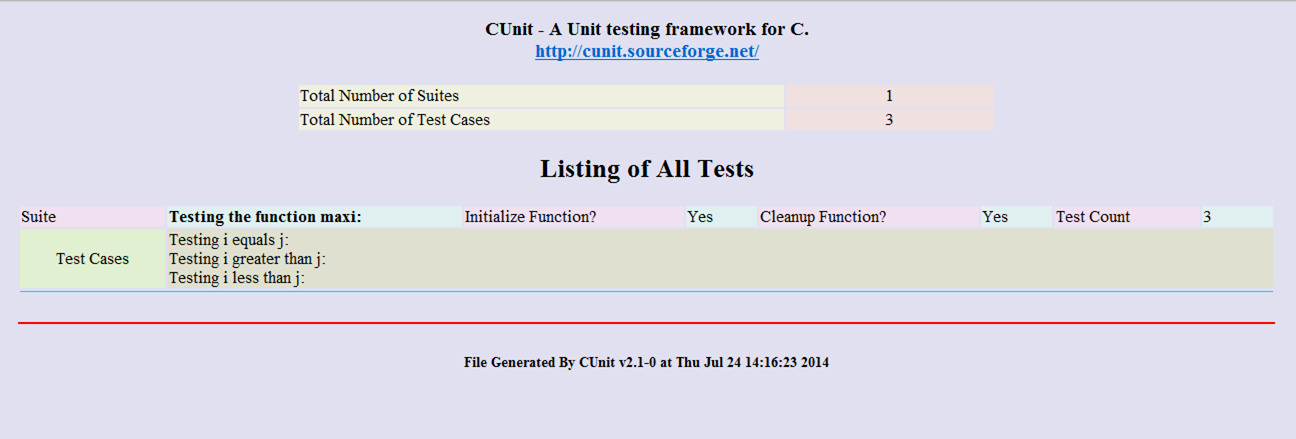 CUnit - A Unit testing framework for C.
http://cunit.sourceforge.net/
Total Number of Suites 1
Total Number of Test Cases 3
Listing of All Tests
Suite Testing the function maxi: Initialize Function? Yes Cleanup Function? Yes Test Count 3
Test Cases
Testing i equals j:
Testing i greater than j:
Testing i less than j:
File Generated By CUnit v2.1-0 at Thu Jul 24 14:16:23 2014